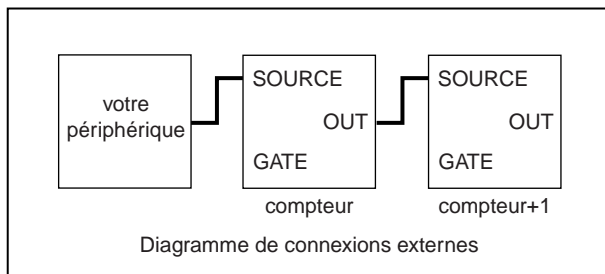 votre
périphérique
SOURCE
OUT
GATE
compteur
SOURCE
OUT
GATE
compteur+1
Diagramme de connexions externes